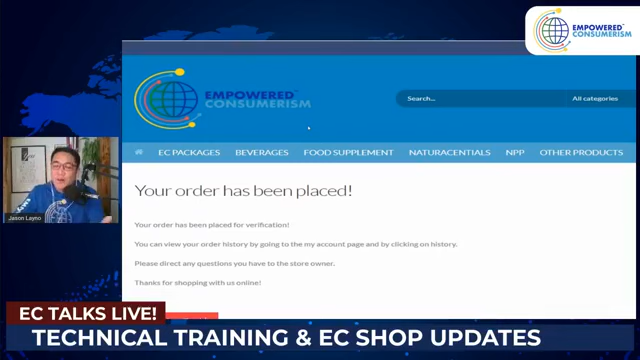 EMPOWERED
CONSUMERISM
EMPOWERED
CONSUMERISM
Search...
All categories
EC PACKAGES
BEVERAGES
FOOD SUPPLEMENT
NATURACENTIALS
NPP
OTHER PRODUCTS
Your order has been placed!
Your order has been placed for verification!
You can view your order history by going to the my account page and by clicking on history.
Please direct any questions you have to the store owner.
Thanks for shopping with us online!
Jason Layno
EC TALKS LIVE!
TECHNICAL TRAINING & EC SHOP UPDATES